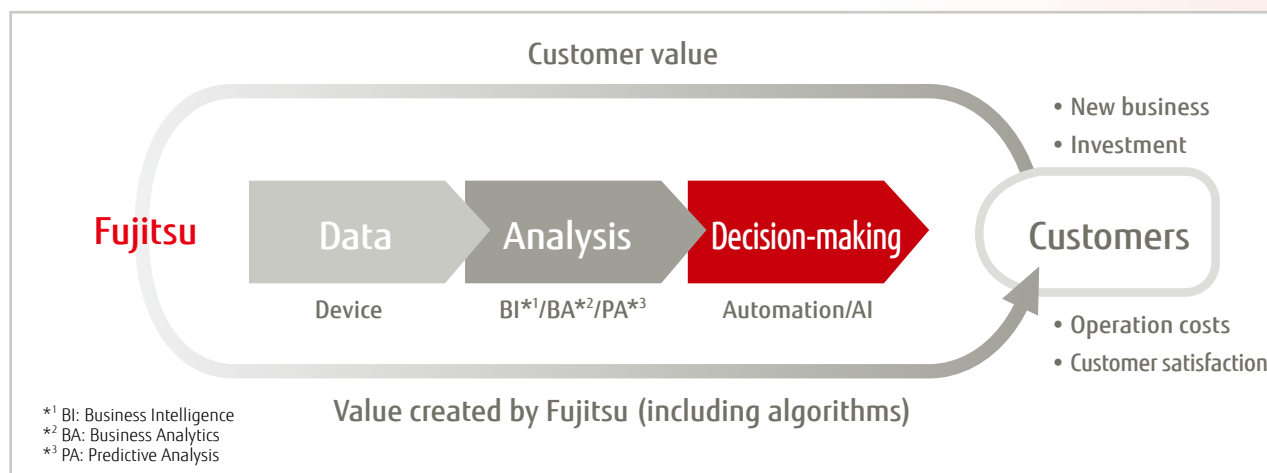 Customer value
• New business
• Investment
Fujitsu
Data
Analysis
Decision-making
Customers
Device
BI*¹/BA*²/PA*³
Automation/AI
• Operation costs
• Customer satisfaction
Value created by Fujitsu (including algorithms)
*¹ BI: Business Intelligence
*² BA: Business Analytics
*³ PA: Predictive Analysis